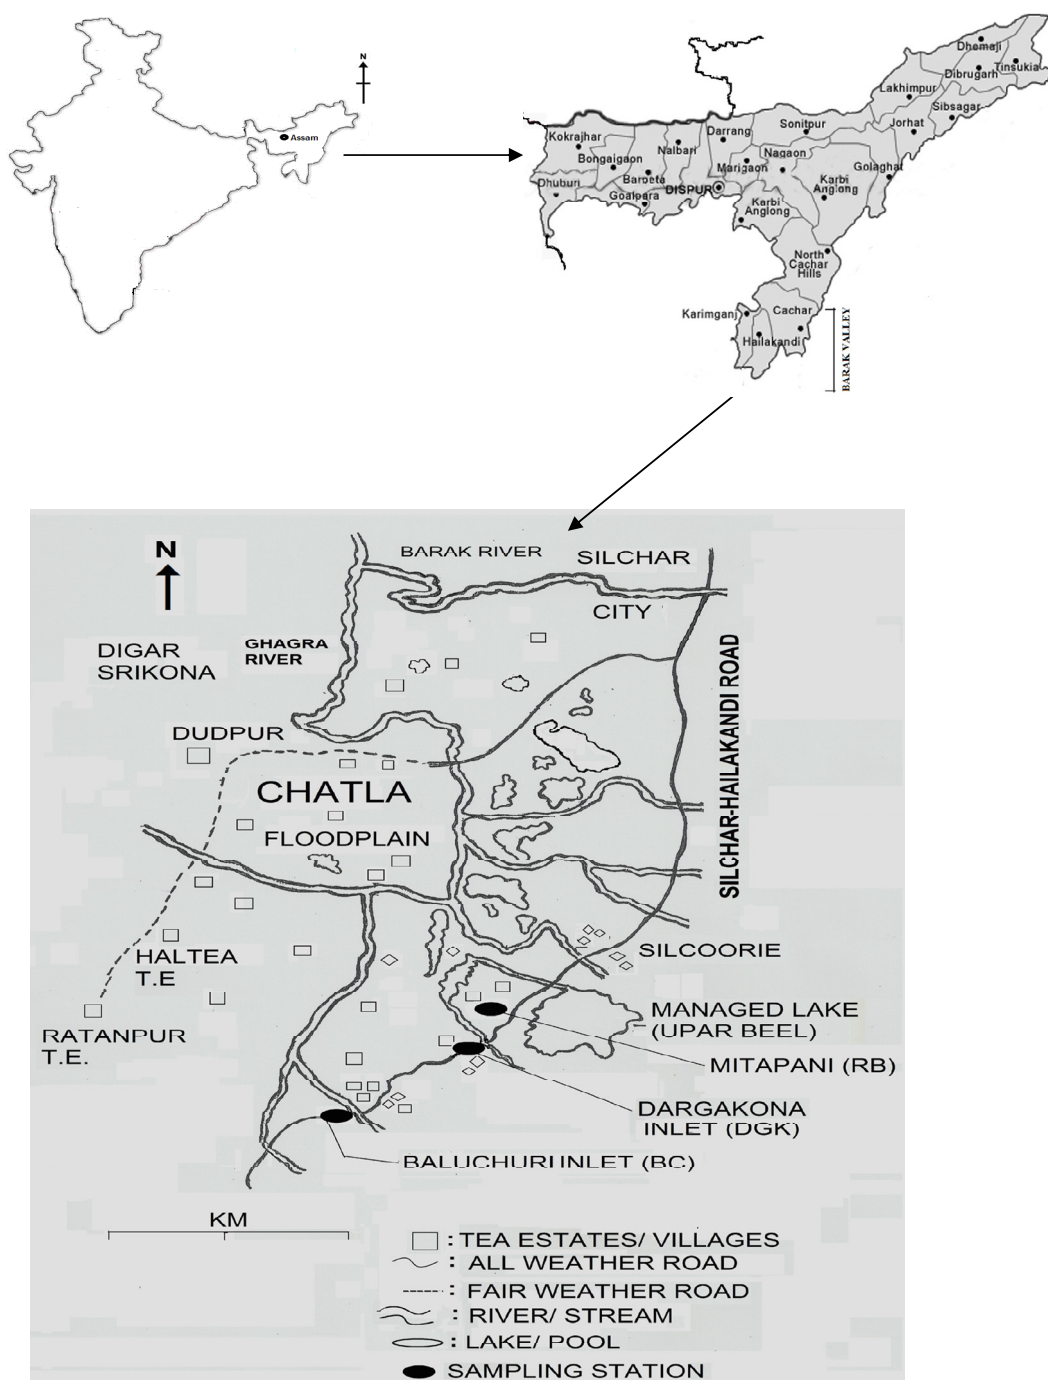 N
Assam
Dhemaji
Tinsukia
Dibrugarh
Lakhimpur
Sibsagar
Jorhat
Kokrajhar
Darrang
Sonitpur
Nalbari
Bongaigaon
Marigaon
Nagaon
Golaghat
Dhuburi
Barpeta
Karbi
Anglong
DISPUR
Goalpara
Karbi
Anglong
North
Cachar
Hills
Karimganj
Cachar
Hailakandi
BARAK VALLEY
N
BARAK RIVER
SILCHAR
CITY
DIGAR
SRIKONA
GHAGRA
RIVER
SILCHAR-HAILAKANDI ROAD
DUDPUR
CHATLA
FLOODPLAIN
HALTEA
T.E
SILCOORIE
RATANPUR
T.E.
MANAGED LAKE
(UPAR BEEL)
MITAPANI (RB)
DARGAKONA
INLET (DGK)
BALUCHURI INLET (BC)
KM
: TEA ESTATES/ VILLAGES
: ALL WEATHER ROAD
: FAIR WEATHER ROAD
: RIVER/ STREAM
: LAKE/ POOL
: SAMPLING STATION